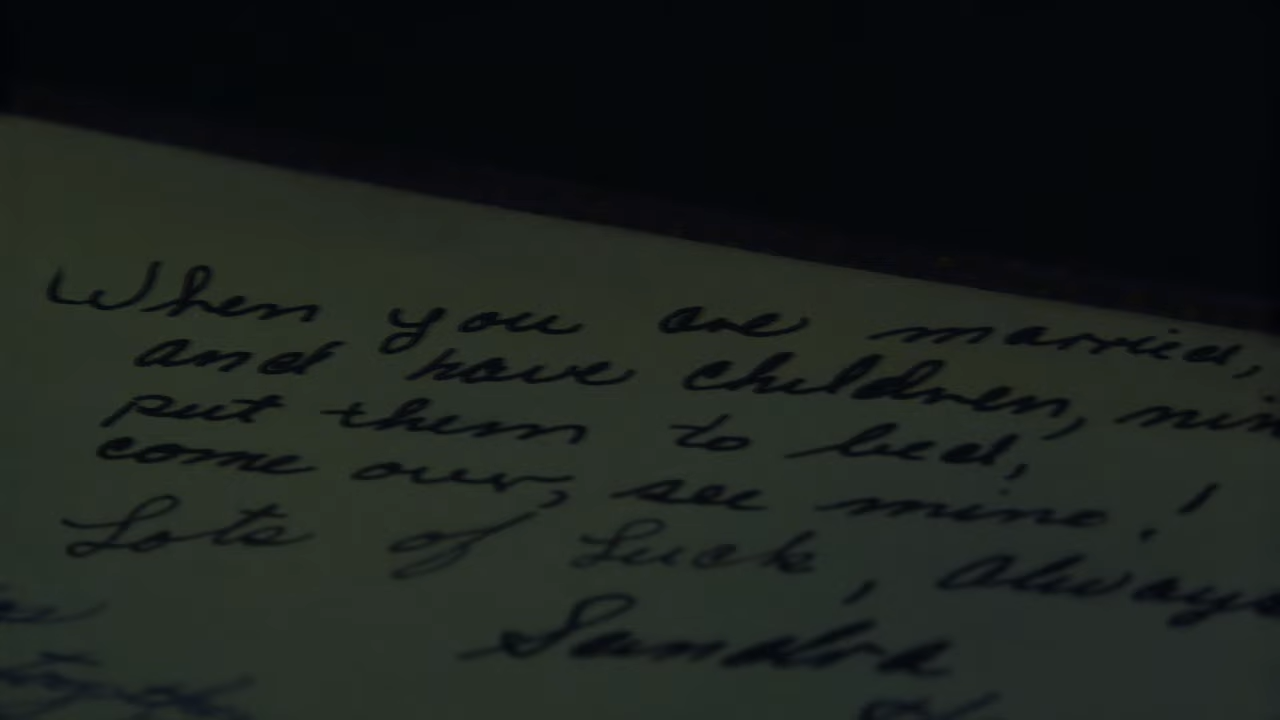 When you are married,
and have children, nin
put them to bed,
come over, see mine!
Lots of Luck, Always
Sandra